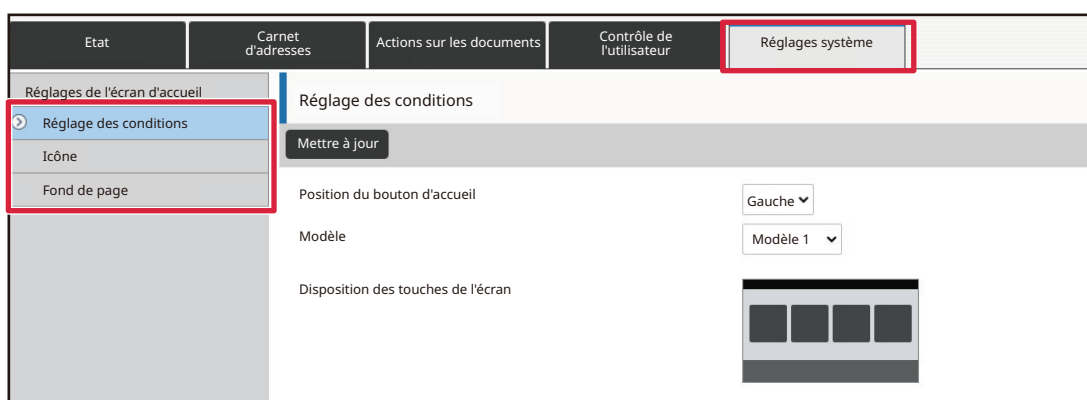 Etat
Carnet
d'adresses
Actions sur les documents
Contrôle de
l'utilisateur
Réglages système
Réglages de l'écran d'accueil
Réglage des conditions
Icône
Fond de page
Réglage des conditions
Mettre à jour
Position du bouton d'accueil
Gauche
Modèle
Modèle 1
Disposition des touches de l'écran